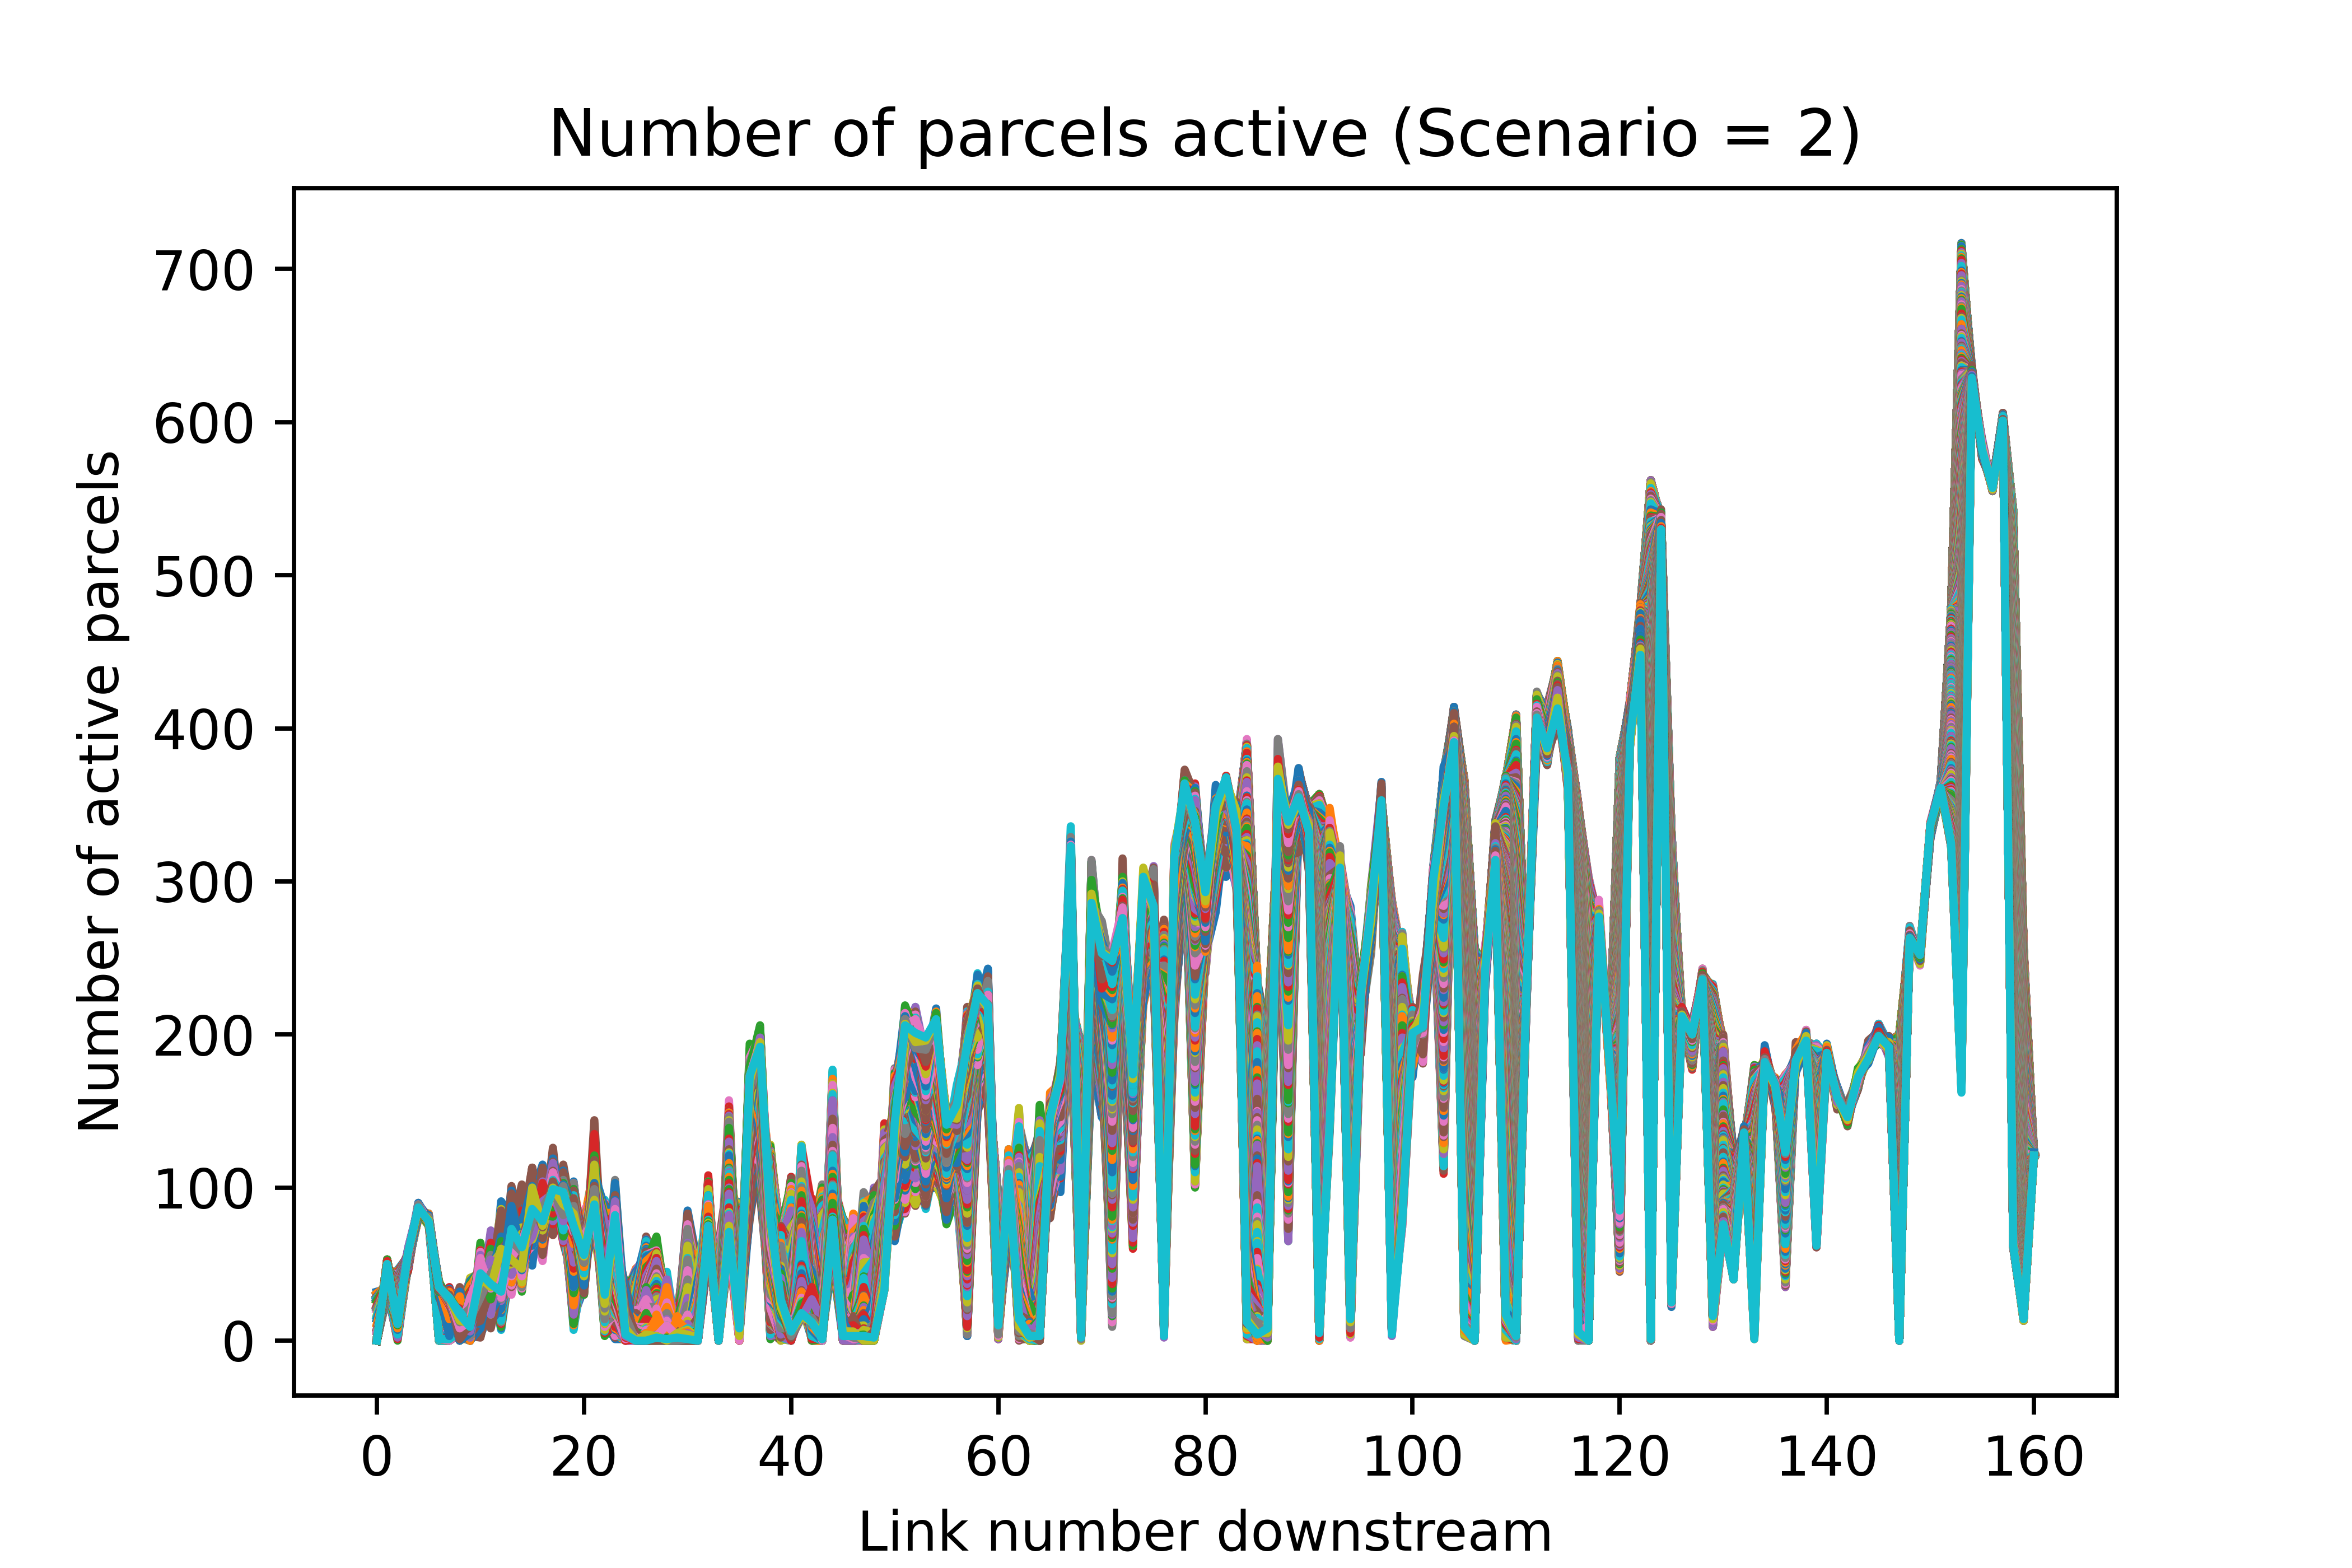 Number of parcels active (Scenario = 2)
Number of active parcels
700
600
500
400
300
200
100
0
0 20 40 60 80 100 120 140 160
Link number downstream